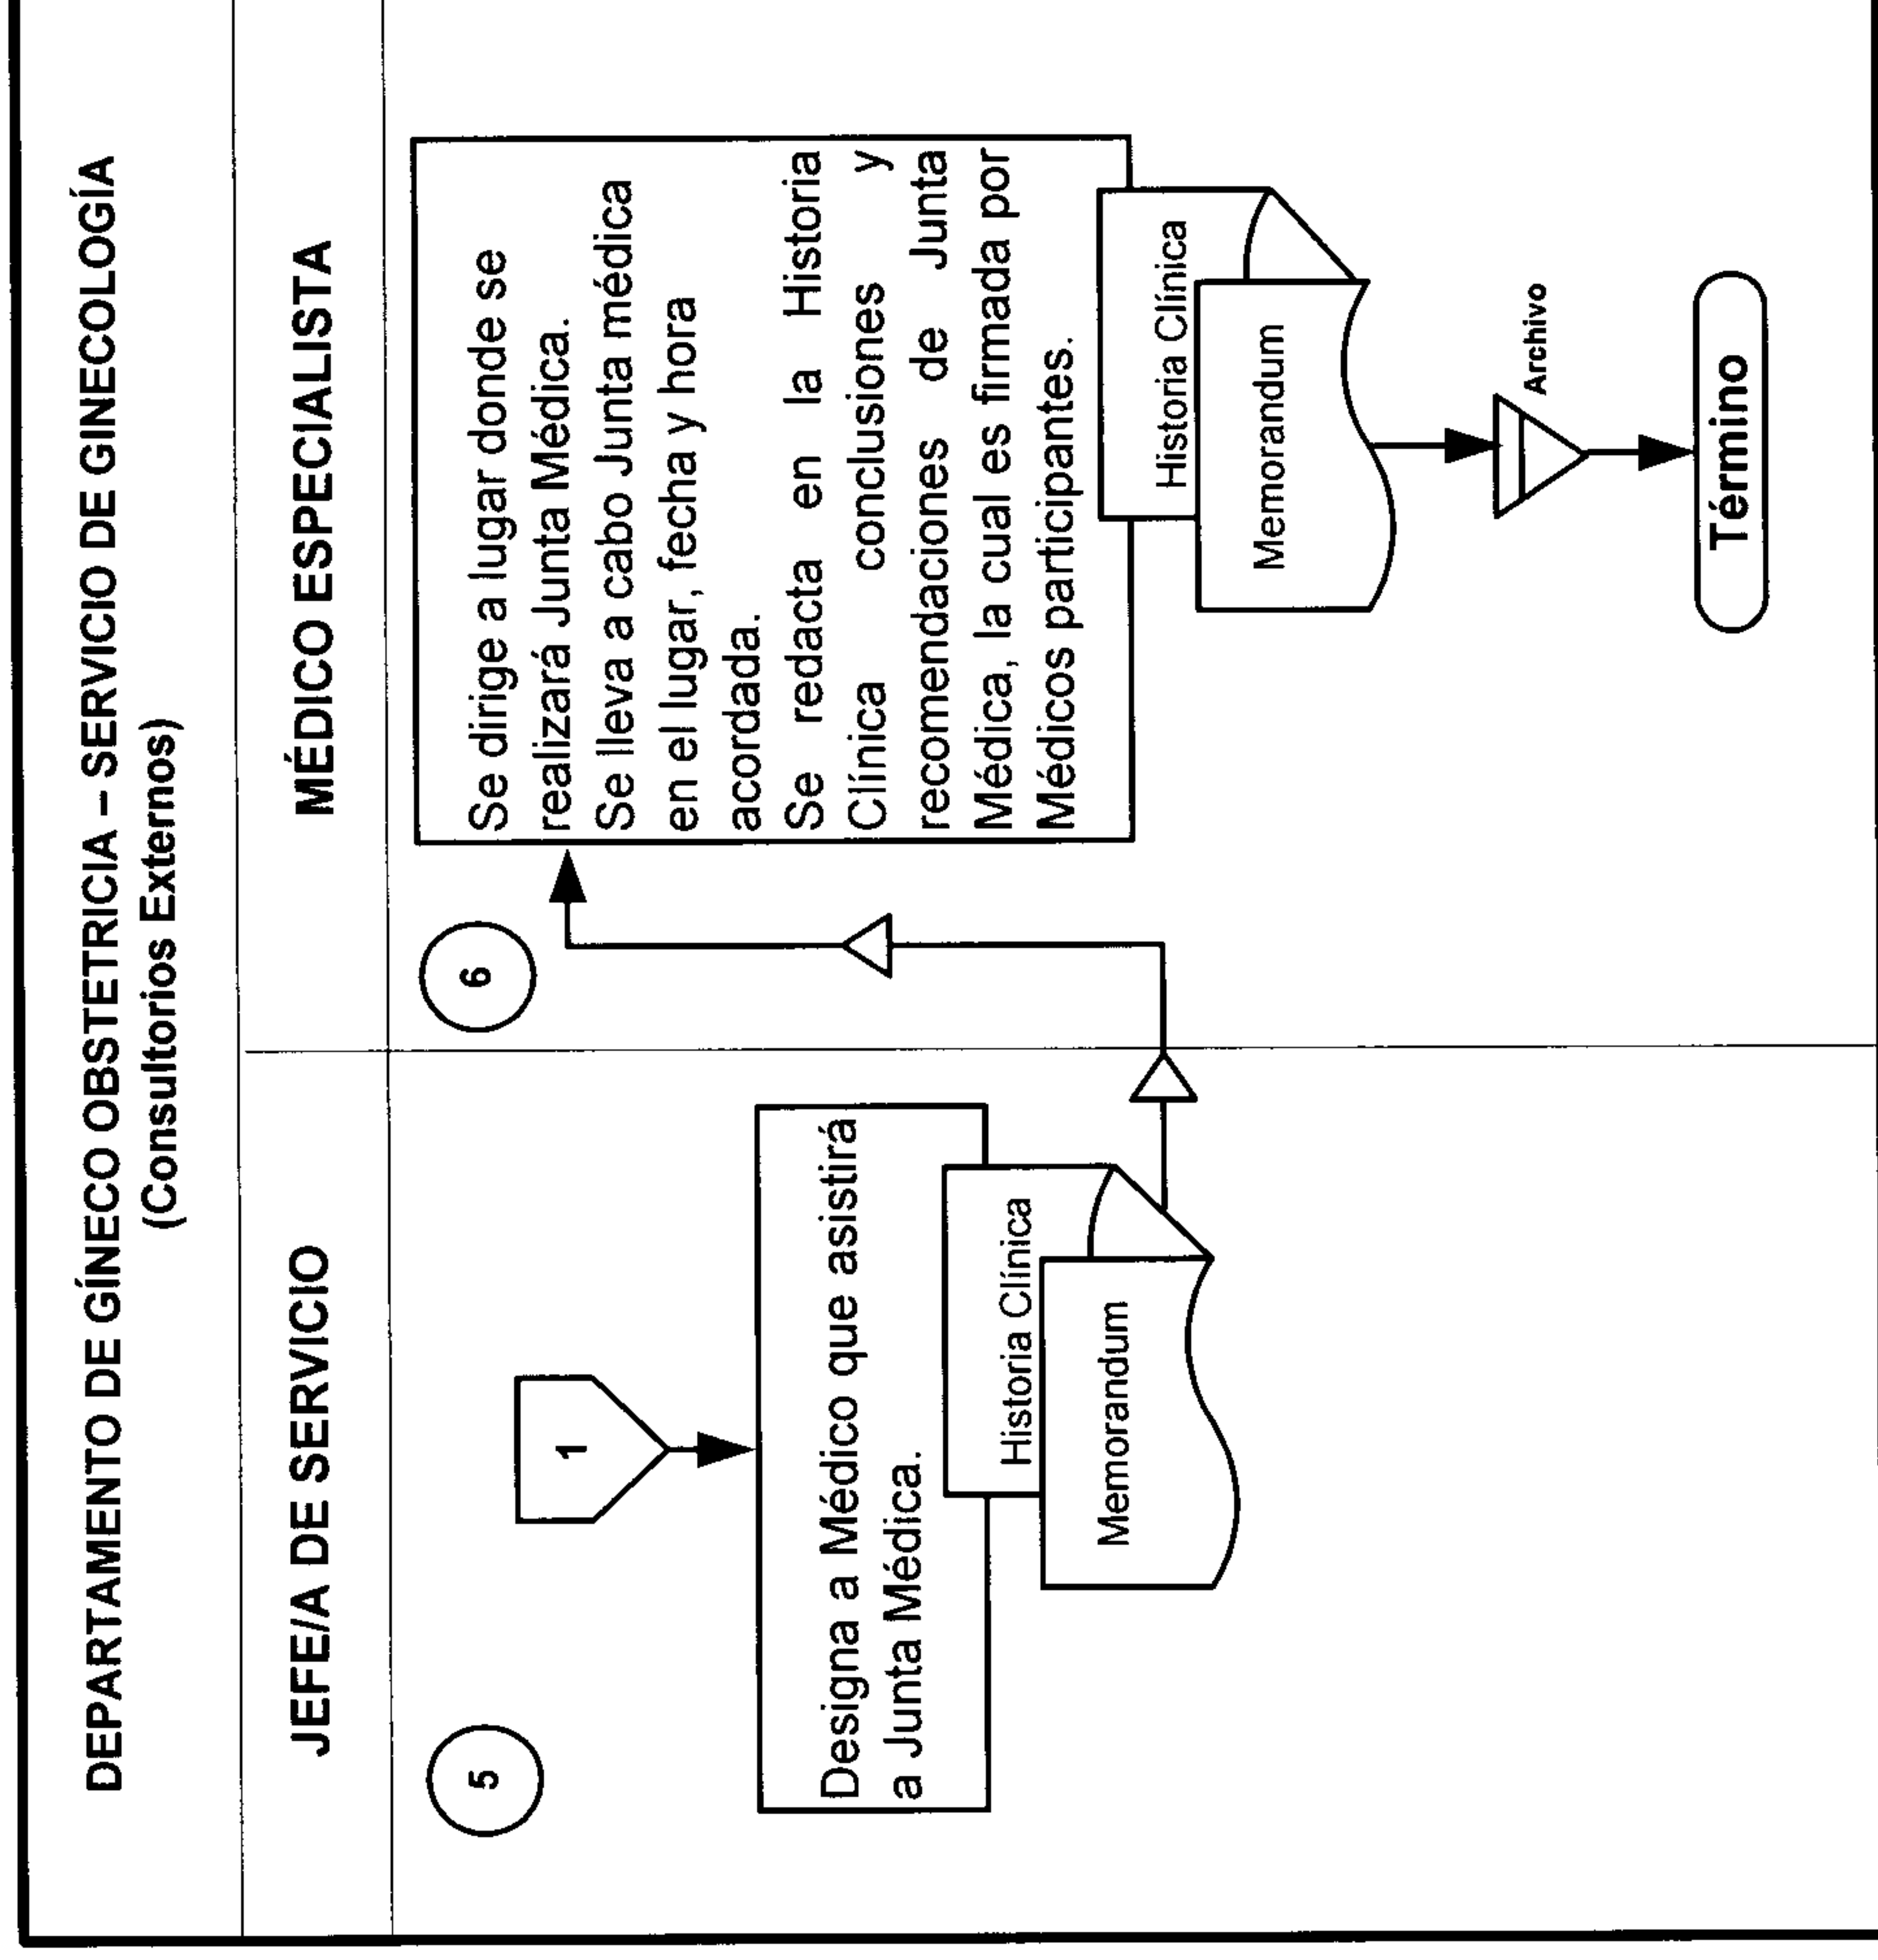 DEPARTAMENTO DE GÍNECO OBSTETRICIA – SERVICIO DE GINECOLOGÍA
(Consultorios Externos)
JEFE/A DE SERVICIO
MÉDICO ESPECIALISTA
5
1
Designa a Médico que asistirá
a Junta Médica.
Historia Clínica
Memorandum
6
Se dirige a lugar donde se
realizará Junta Médica.
Se lleva a cabo Junta médica
en el lugar, fecha y hora
acordada.
Se redacta en la Historia
Clínica conclusiones y
recomendaciones de Junta
Médica, la cual es firmada por
Médicos participantes.
Historia Clínica
Memorandum
Archivo
Término